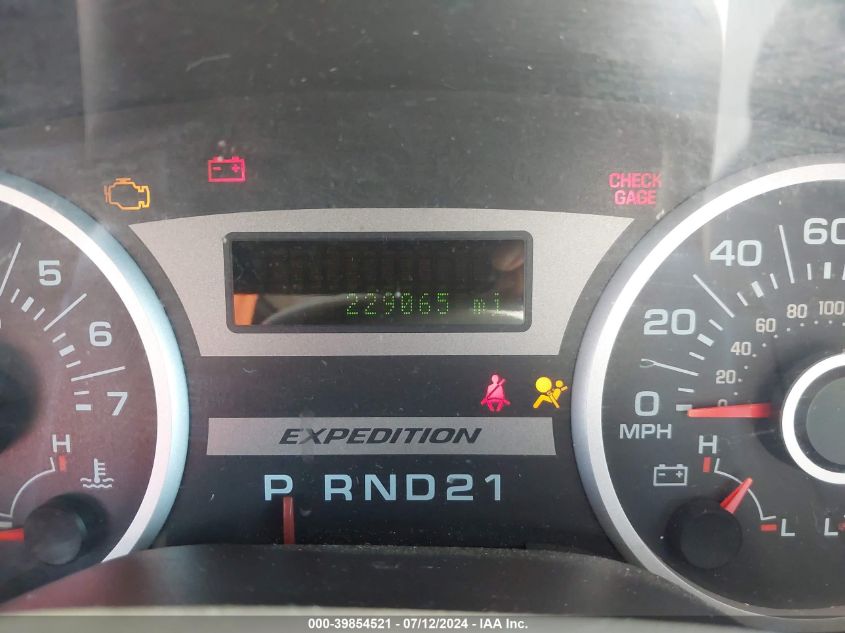 CHECK
GAGE
229065 mi
5
6
7
H
40
60
20
0
MPH
100
80
60
40
20
0
H
L
L
EXPEDITION
P RND21
000-39854521 - 07/12/2024 - IAA Inc.